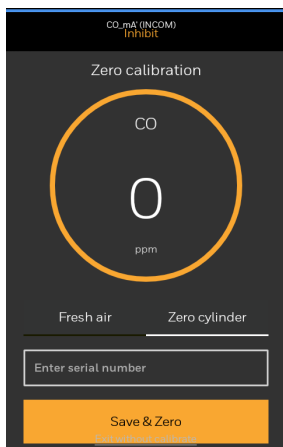 CO_mA' (INCOM)
Inhibit
Zero calibration
CO
0
ppm
Fresh air
Zero cylinder
Enter serial number
Save & Zero